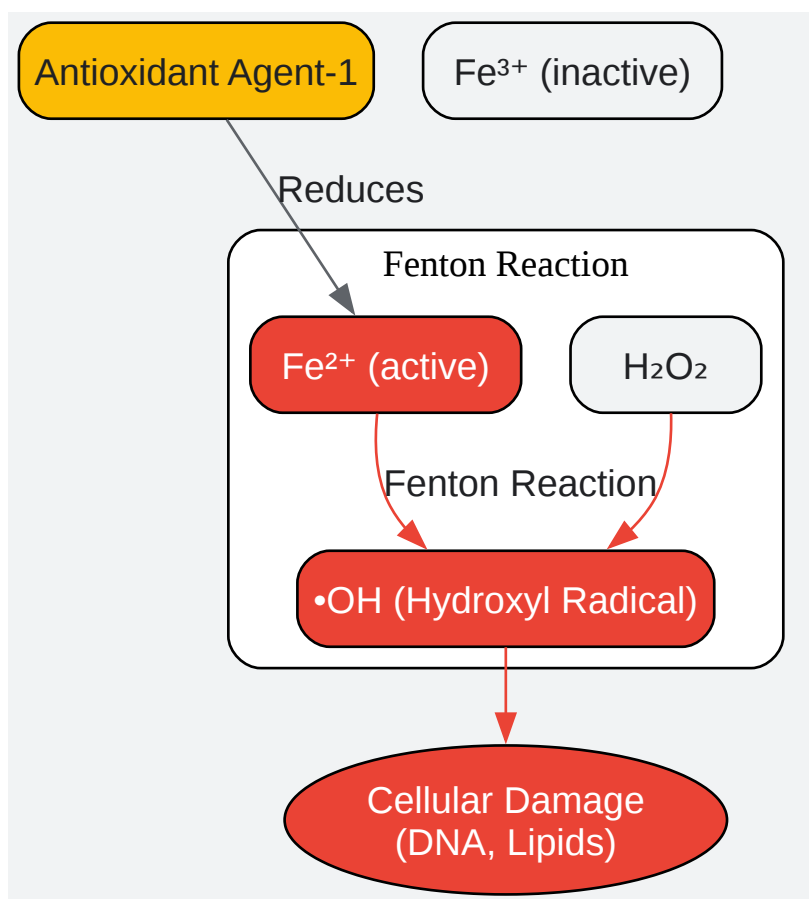 Antioxidant Agent-1
Fe³⁺ (inactive)
Reduces
Fenton Reaction
Fe²⁺ (active)
H₂O₂
Fenton Reaction
•OH (Hydroxyl Radical)
Cellular Damage
(DNA, Lipids)